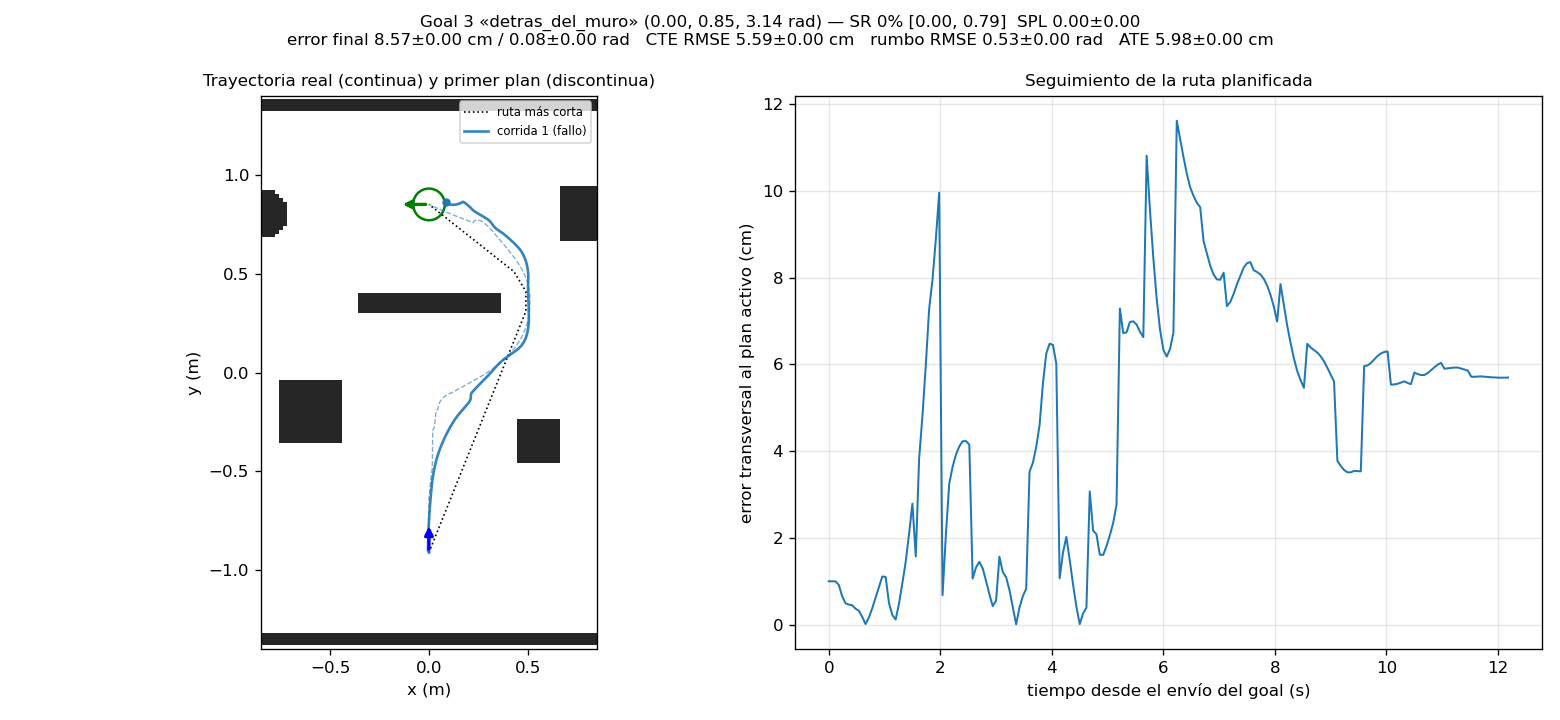 Goal 3 «detras_del_muro» (0.00, 0.85, 3.14 rad) — SR 0% [0.00, 0.79]  SPL 0.00±0.00
error final 8.57±0.00 cm / 0.08±0.00 rad   CTE RMSE 5.59±0.00 cm   rumbo RMSE 0.53±0.00 rad   ATE 5.98±0.00 cm
Trayectoria real (continua) y primer plan (discontinua)
ruta más corta
corrida 1 (fallo)
1.0
0.5
0.0
−0.5
−1.0
y (m)
−0.5
0.0
0.5
x (m)
Seguimiento de la ruta planificada
12
10
8
6
4
2
0
error transversal al plan activo (cm)
0
2
4
6
8
10
12
tiempo desde el envío del goal (s)